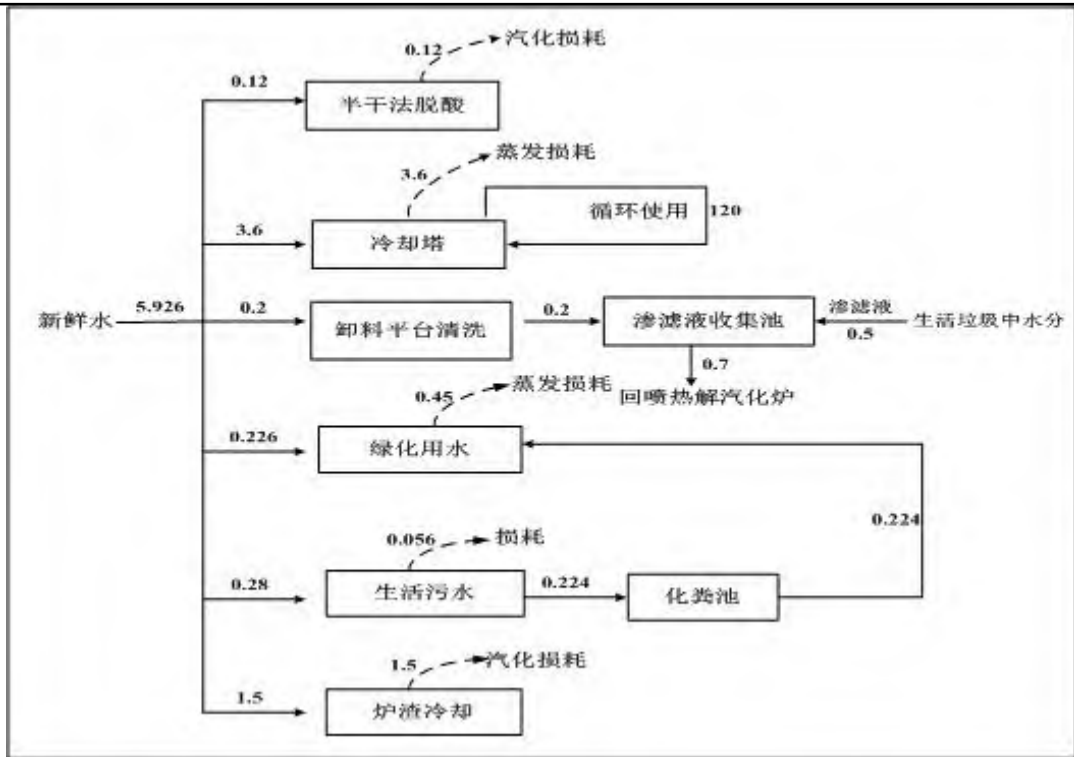 0.12 汽化损耗
0.12
半干法脱酸
蒸发损耗
3.6
循环使用 120
3.6
冷却塔
新鲜水 5.926
0.2
卸料平台清洗
0.2
渗滤液收集池
渗滤液
0.5
生活垃圾中水分
0.7
回喷热解汽化炉
0.45 蒸发损耗
0.226
绿化用水
0.224
0.056 损耗
0.28
生活污水
0.224
化粪池
1.5 汽化损耗
1.5
炉渣冷却